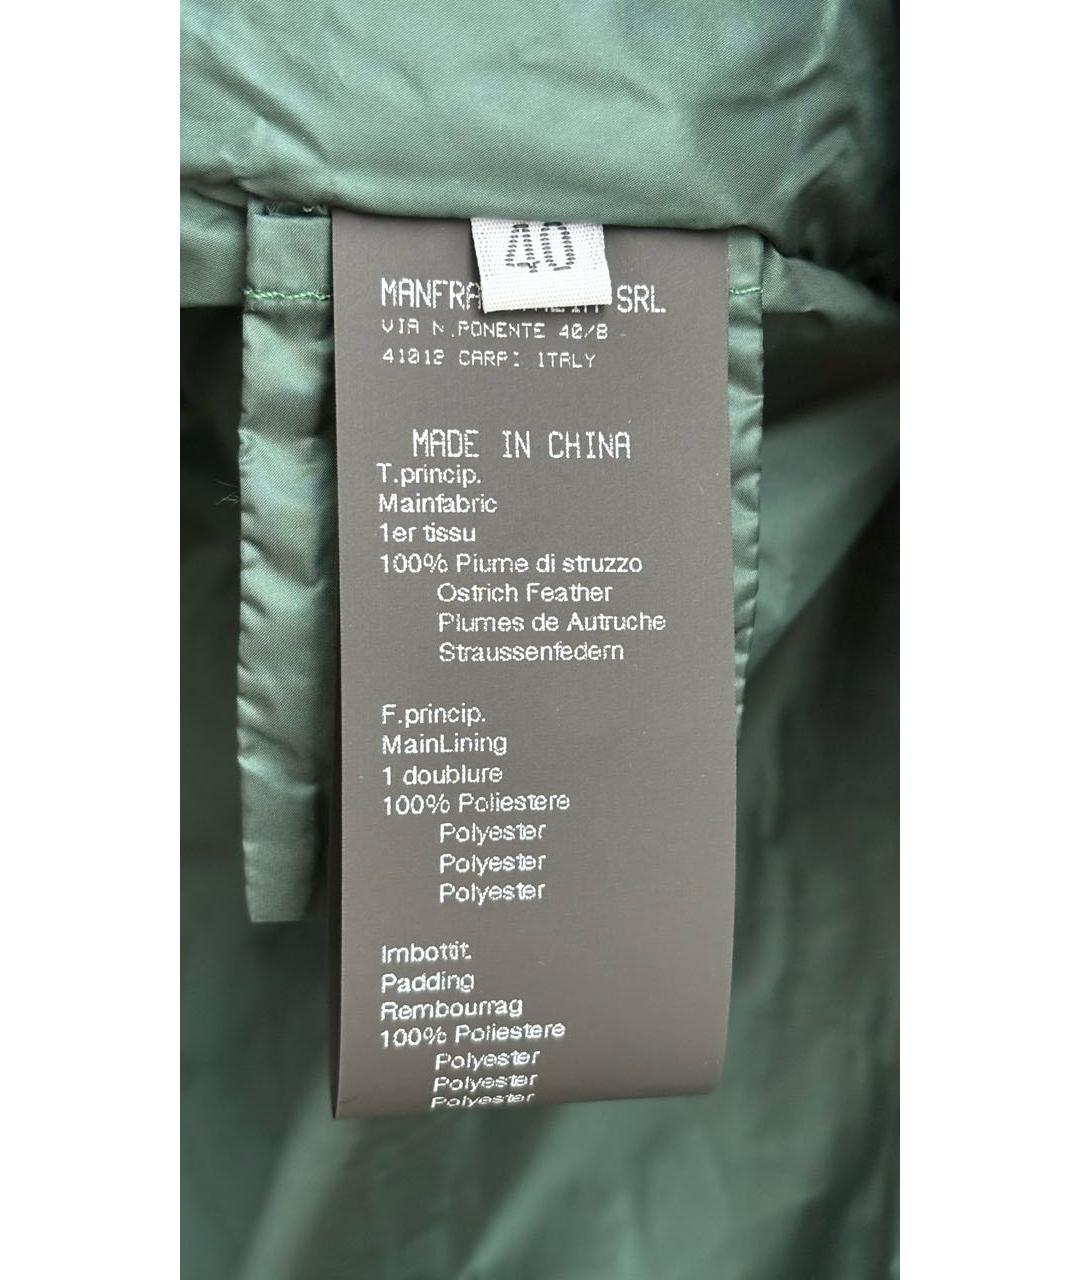 40
SRL
VIA N.PONENTE 40/B
41012 CARPI ITALY
MADE IN CHINA
T.princip.
Mainfabric
1er tissu
100% Piume di struzzo
Ostrich Feather
Plumes de Autruche
Straussenfedern
F.princip.
MainLining
1 doublure
100% Poliestere
Polyester
Polyester
Polyester
Imbottit.
Padding
Rembourrag
100% Poliestere
Polyester
Polyester
Polyester